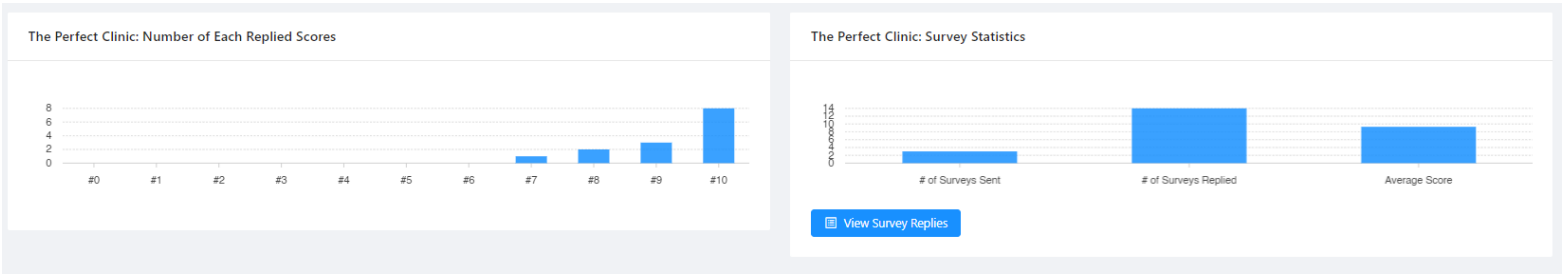 The Perfect Clinic: Number of Each Replied Scores
8
6
4
2
0
#0 #1 #2 #3 #4 #5 #6 #7 #8 #9 #10
The Perfect Clinic: Survey Statistics
14
12
10
8
6
4
2
0
# of Surveys Sent # of Surveys Replied Average Score
View Survey Replies